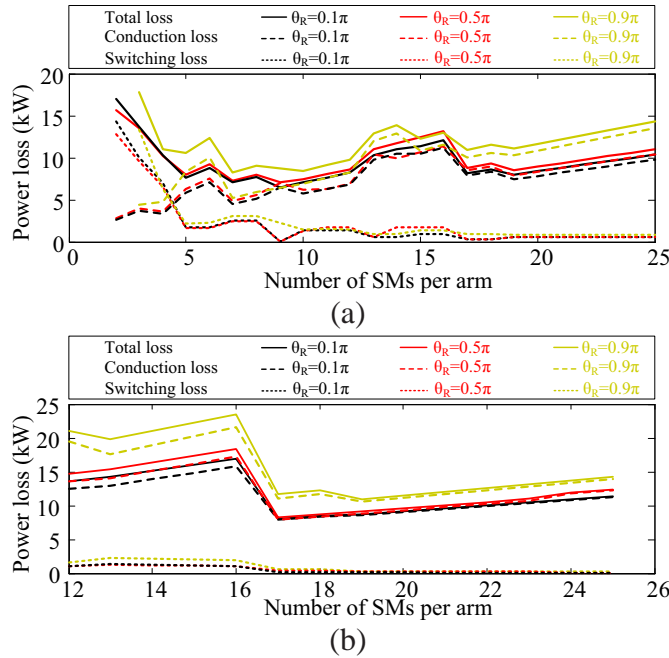 Total loss θR=0.1π θR=0.5π θR=0.9π
Conduction loss θR=0.1π θR=0.5π θR=0.9π
Switching loss θR=0.1π θR=0.5π θR=0.9π
Power loss (kW)
20
15
10
5
0
0 5 10 15 20 25
Number of SMs per arm
(a)
Total loss θR=0.1π θR=0.5π θR=0.9π
Conduction loss θR=0.1π θR=0.5π θR=0.9π
Switching loss θR=0.1π θR=0.5π θR=0.9π
Power loss (kW)
25
20
15
10
5
0
12 14 16 18 20 22 24 26
Number of SMs per arm
(b)